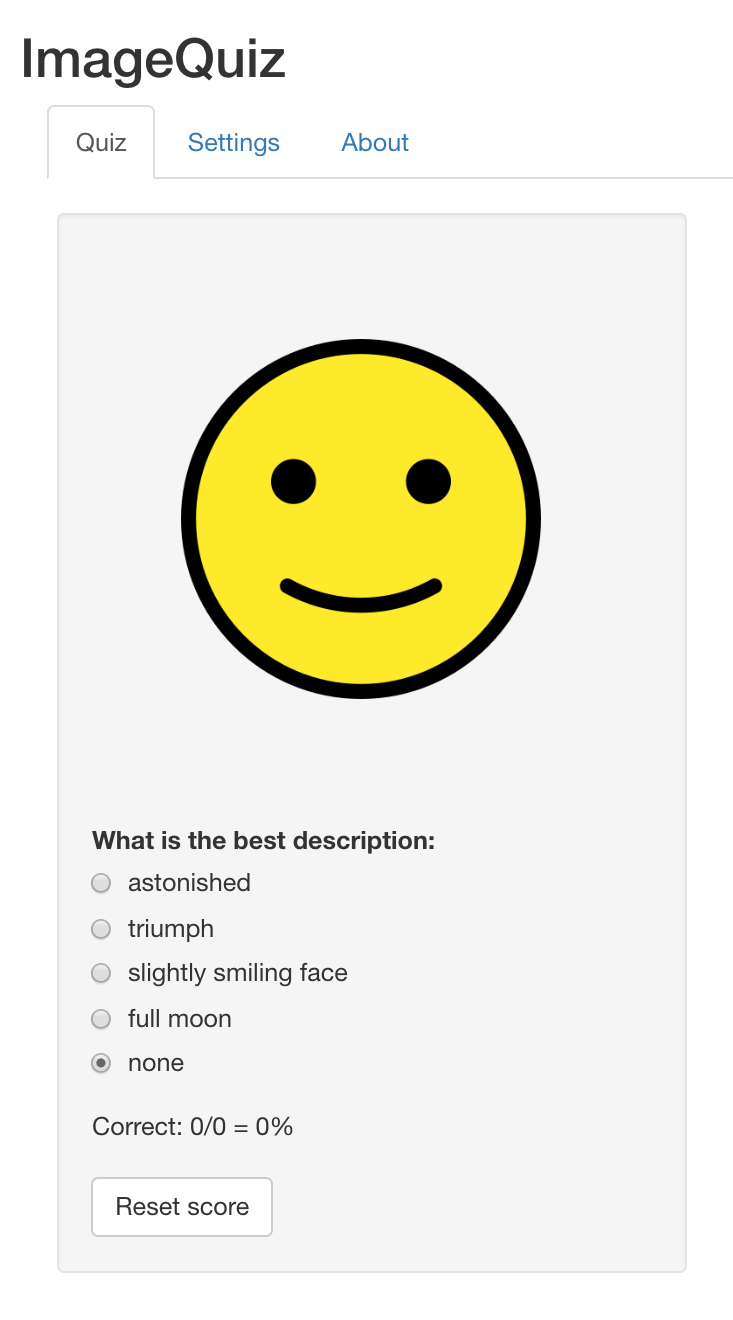 ImageQuiz
Quiz Settings About
What is the best description:
astonished
triumph
slightly smiling face
full moon
none
Correct: 0/0 = 0%
Reset score